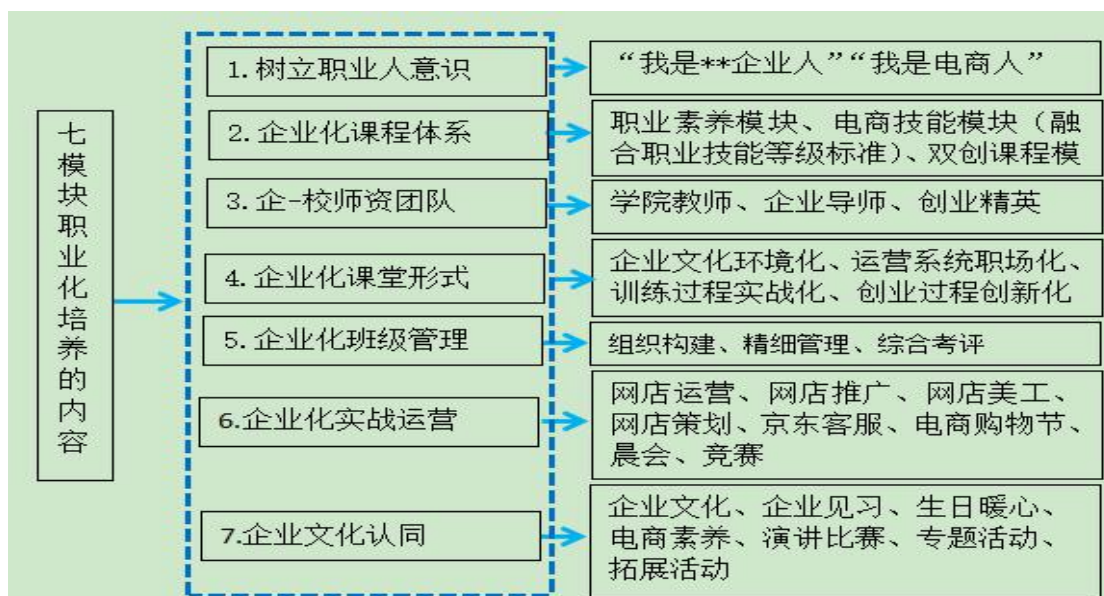 七模块职业化培养的内容
1.树立职业人意识
“我是**企业人”“我是电商人”
2.企业化课程体系
职业素养模块、电商技能模块（融
合职业技能等级标准）、双创课程模
3.企-校师资团队
学院教师、企业导师、创业精英
4.企业化课堂形式
企业文化环境化、运营系统职场化、
训练过程实战化、创业过程创新化
5.企业化班级管理
组织构建、精细管理、综合考评
6.企业化实战运营
网店运营、网店推广、网店美工、
网店策划、京东客服、电商购物节、
晨会、竞赛
7.企业文化认同
企业文化、企业见习、生日暖心、
电商素养、演讲比赛、专题活动、
拓展活动